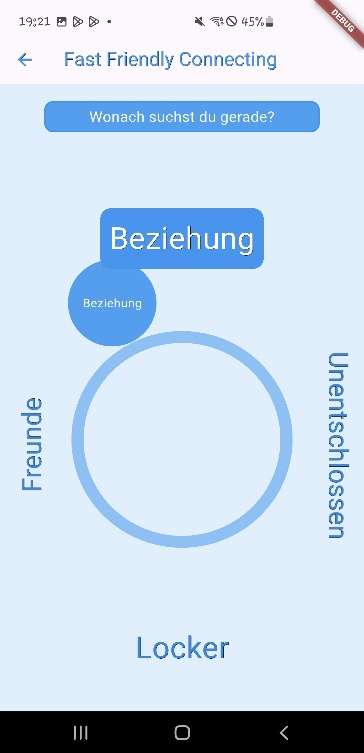 19:21
45%
DEBUG
Fast Friendly Connecting
Wonach suchst du gerade?
Beziehung
Beziehung
Freunde
Unentschlossen
Locker